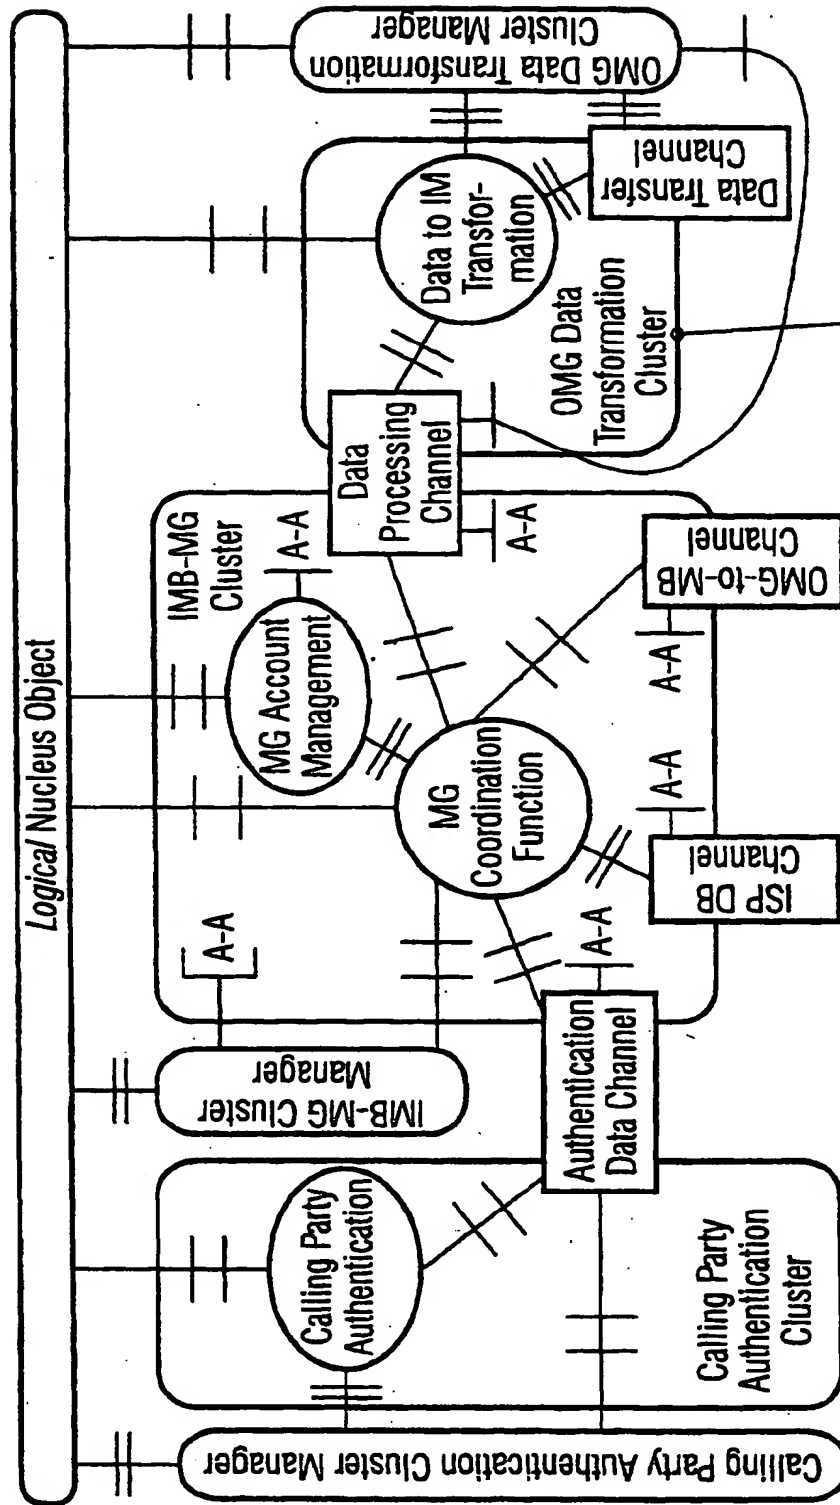 Logical Nucleus Object
Calling Party Authentication Cluster Manager
Calling Party
Authentication
Calling Party
Authentication
Cluster
Authentication
Data Channel
IMB-MG Cluster
Manager
A-A
A-A
MG
Coordination
Function
MG Account
Management
IMB-MG
Cluster
A-A
ISP DB
Channel
A-A
OMG-to-MB
Channel
A-A
Data
Processing
Channel
A-A
Data to IM
Transfor-
mation
OMG Data
Transformation
Cluster
Data Transfer
Channel
OMG Data Transformation
Cluster Manager